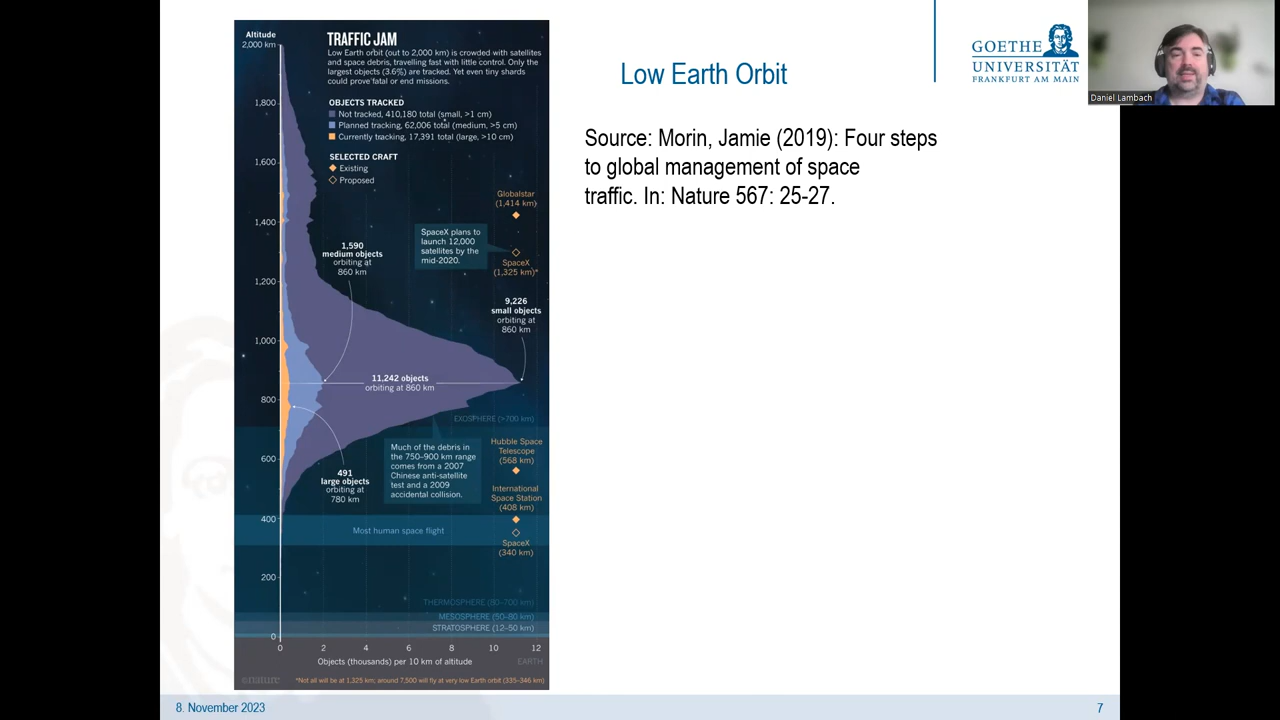 Altitude
2,000 km
1,800
1,600
1,400
1,200
1,000
800
600
400
200
0
TRAFFIC JAM
Low Earth orbit (out to 2,000 km) is crowded with satellites
and space debris, travelling fast with little control. Only the
largest objects (3.6%) are tracked. Yet even tiny shards
could prove fatal or end missions.
OBJECTS TRACKED
Not tracked, 410,180 total (small, >1 cm)
Planned tracking, 62,006 total (medium, >5 cm)
Currently tracking, 17,391 total (large, >10 cm)
SELECTED CRAFT
Existing
Proposed
Globalstar
(1,414 km)
SpaceX plans to
launch 12,000
satellites by the
mid-2020.
SpaceX
(1,325 km)*
1,590
medium objects
orbiting at
860 km
9,226
small objects
orbiting at
860 km
11,242 objects
orbiting at 860 km
EXOSPHERE (>700 km)
Much of the debris in
the 750–900 km range
comes from a 2007
Chinese anti-satellite
test and a 2009
accidental collision.
491
large objects
orbiting at
780 km
Hubble Space
Telescope
(568 km)
International
Space Station
(408 km)
Most human space flight
SpaceX
(340 km)
THERMOSPHERE (80–700 km)
MESOSPHERE (50–80 km)
STRATOSPHERE (12–50 km)
0 2 4 6 8 10 12
Objects (thousands) per 10 km of altitude
EARTH
©nature
*Not all will be at 1,325 km; around 7,500 will fly at very low Earth orbit (335–346 km)
Low Earth Orbit
Source: Morin, Jamie (2019): Four steps
to global management of space
traffic. In: Nature 567: 25-27.
GOETHE
UNIVERSITÄT
FRANKFURT AM MAIN
Daniel Lambach
8. November 2023
7